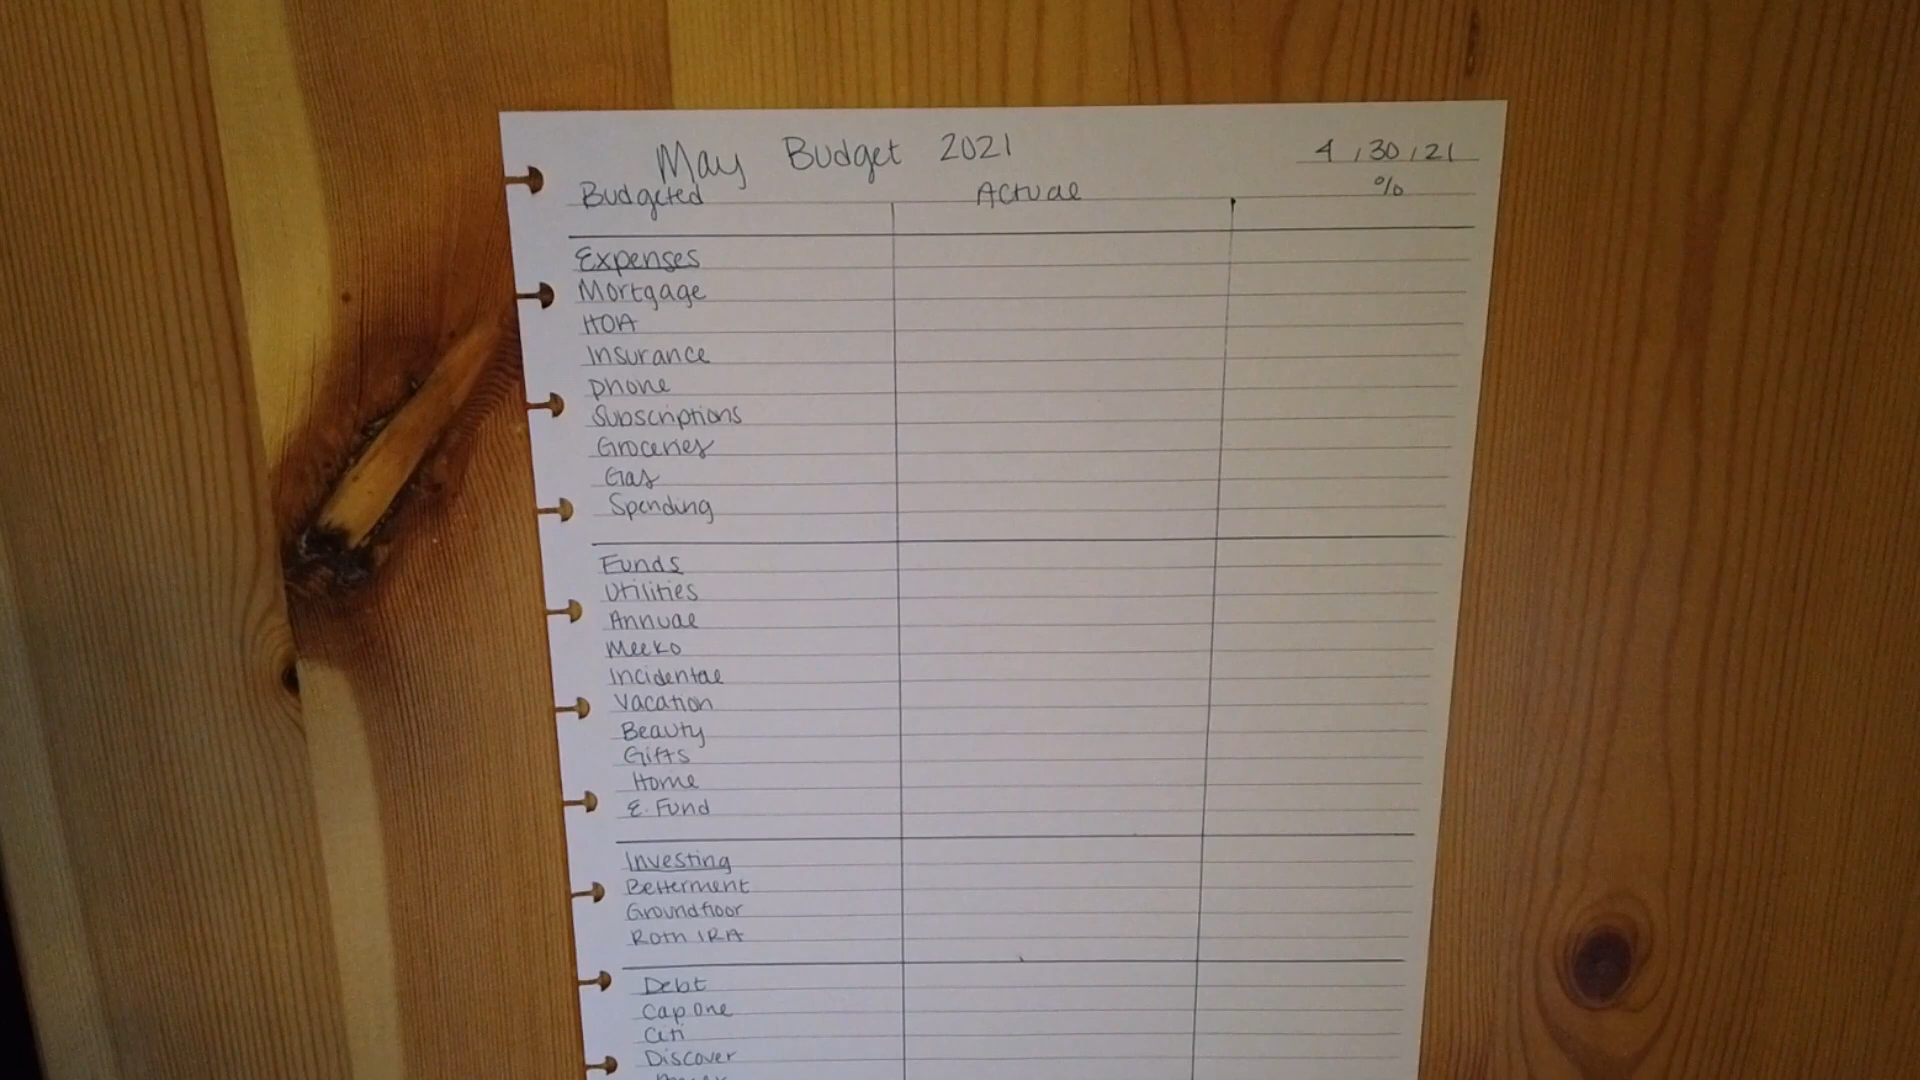 May Budget 2021 4/30/21
Budgeted Actual %
Expenses
Mortgage
HOA
Insurance
phone
Subscriptions
Groceries
Gas
Spending
Funds
Utilities
Annual
Meeko
Incidental
Vacation
Beauty
Gifts
Home
E. Fund
Investing
Betterment
Groundfloor
Roth IRA
Debt
Cap One
Citi
Discover